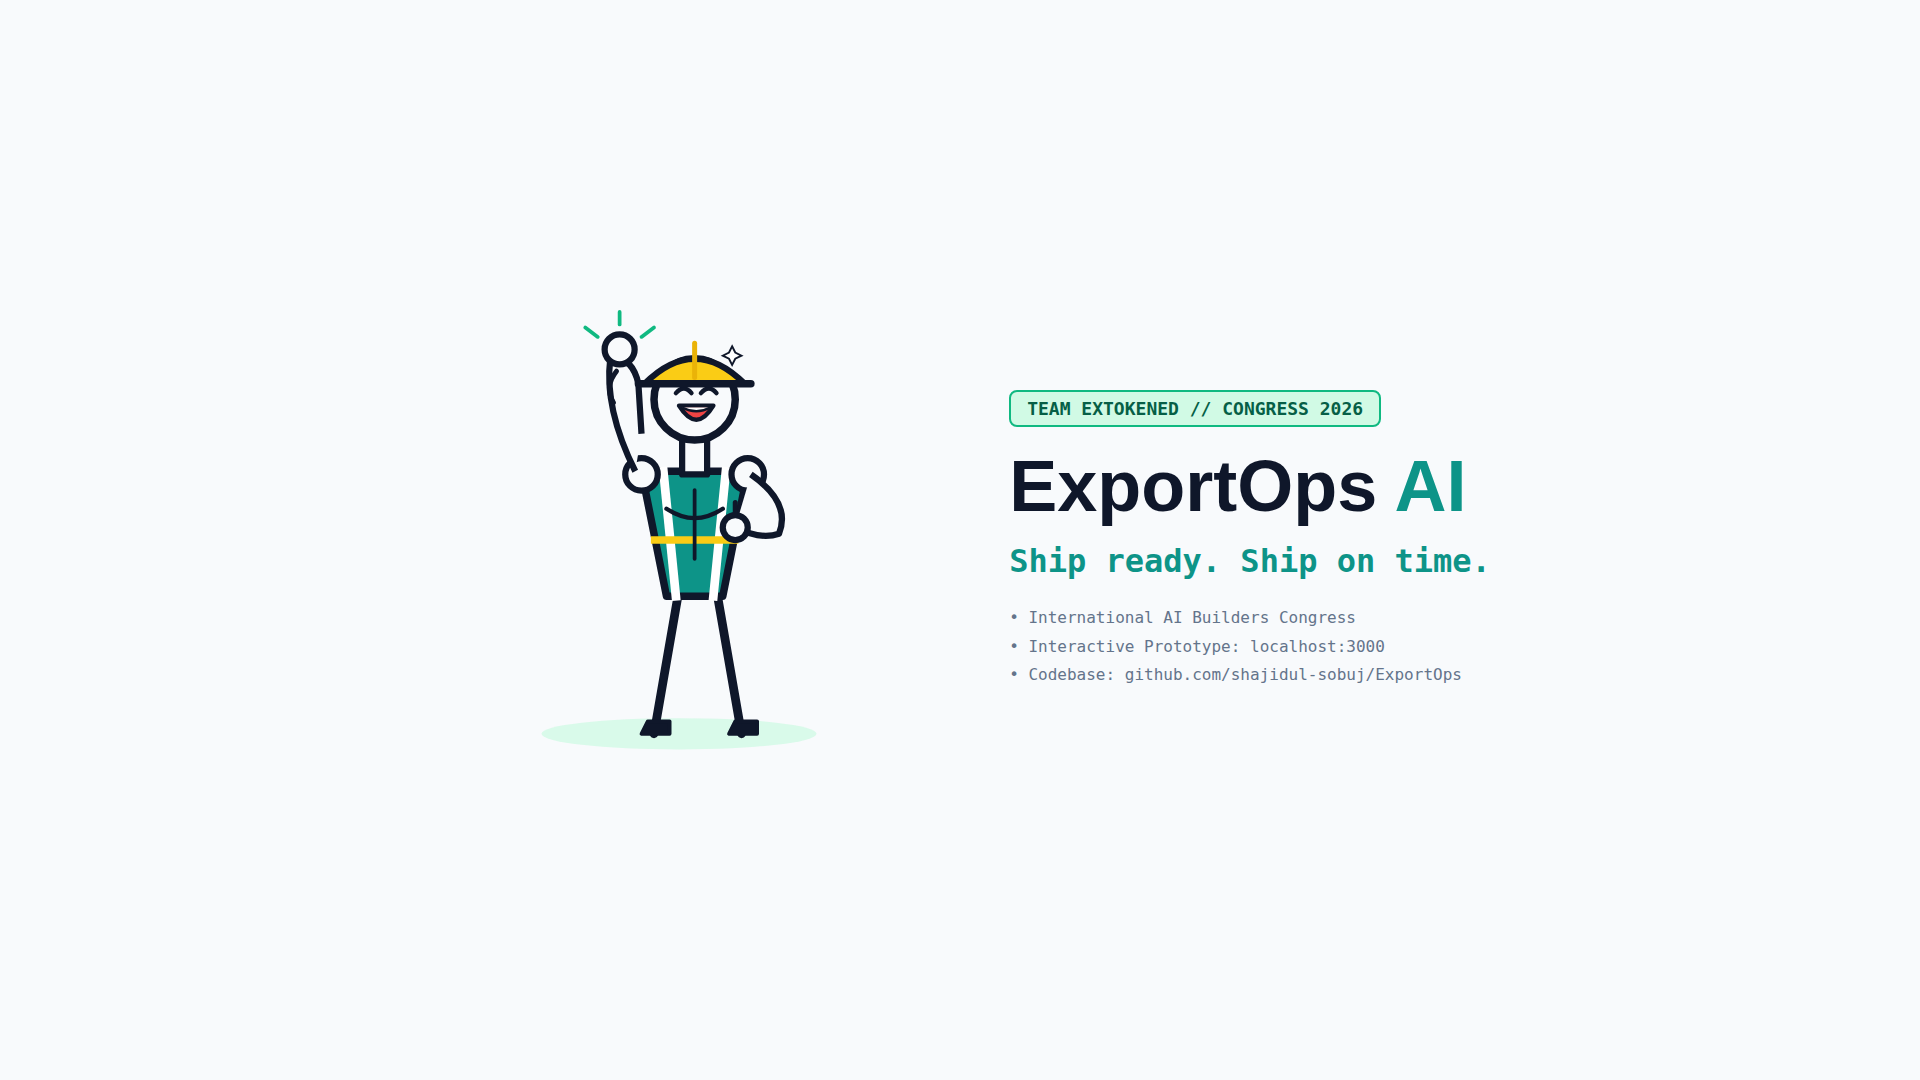 TEAM EXTOKENED // CONGRESS 2026
ExportOps AI
Ship ready. Ship on time.
• International AI Builders Congress
• Interactive Prototype: localhost:3000
• Codebase: github.com/shajidul-sobuj/ExportOps